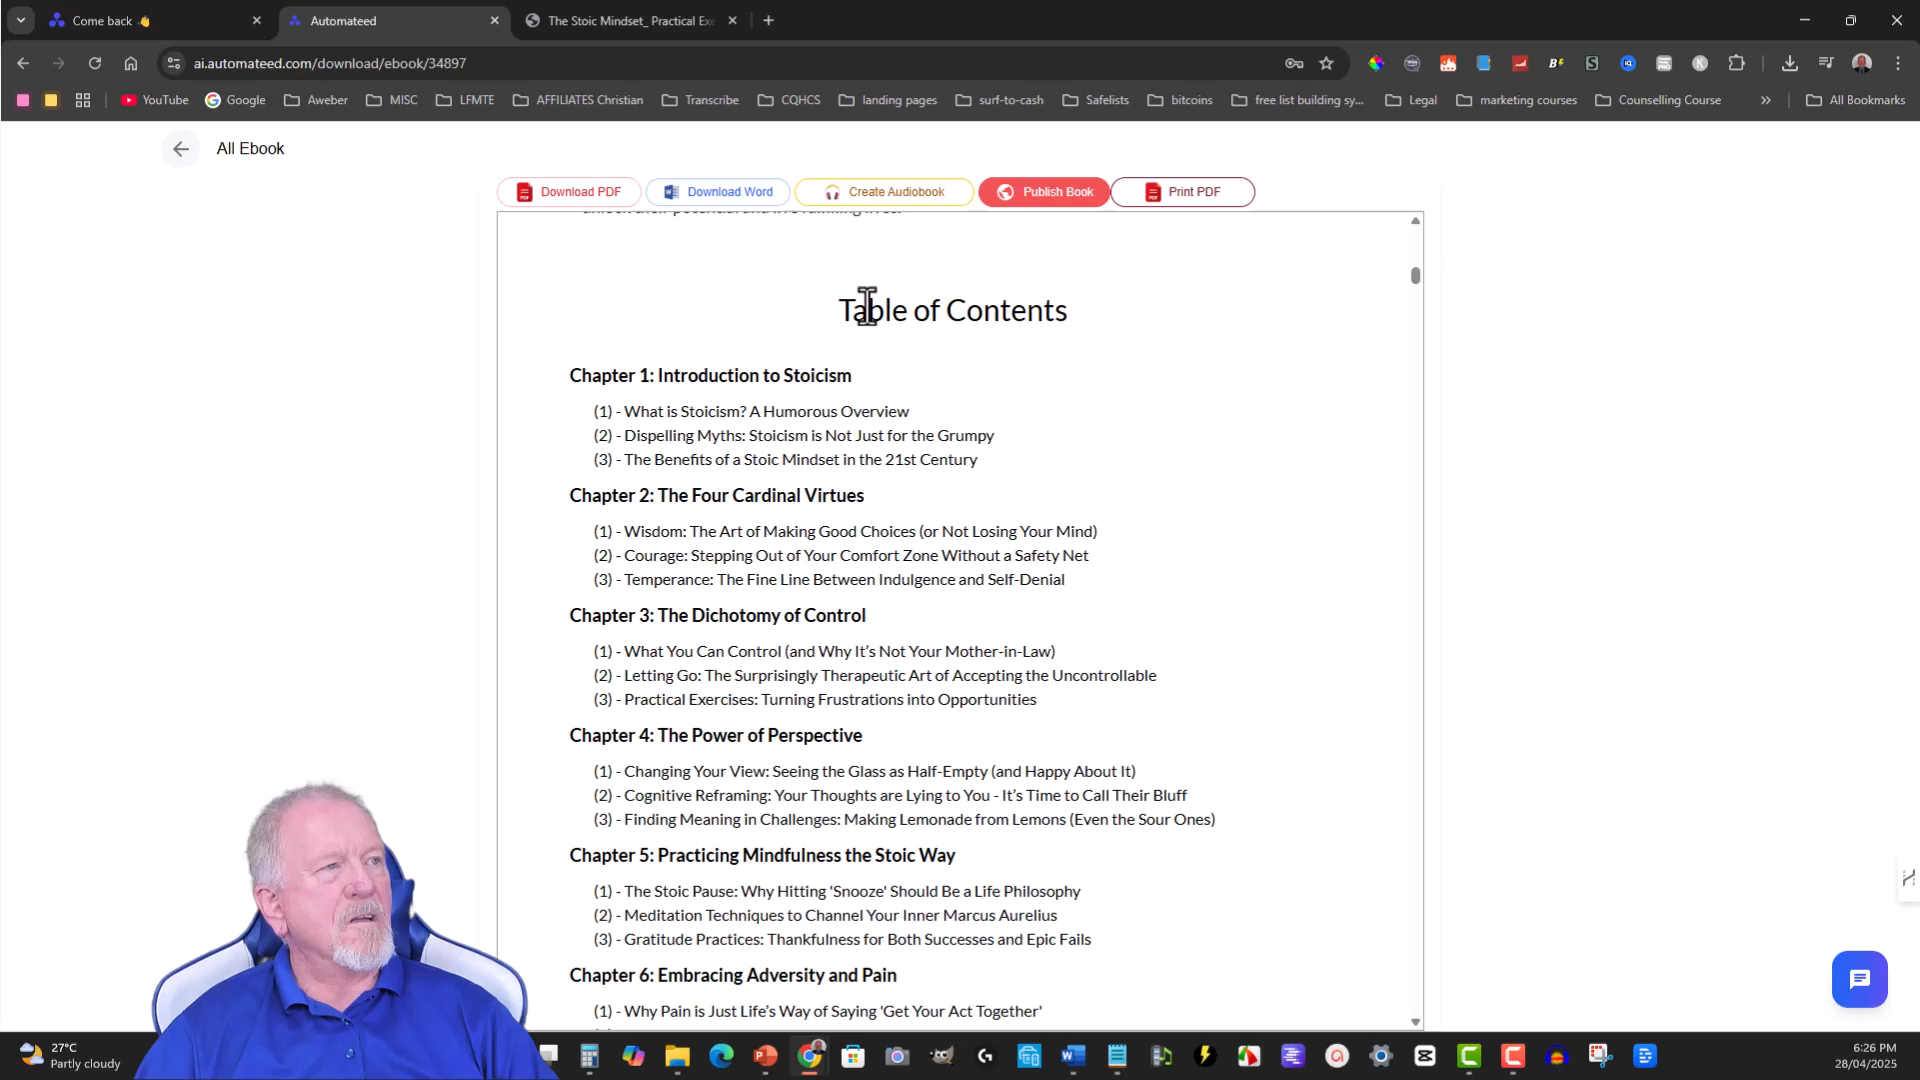 Come back 👋
Automateed
The Stoic Mindset_ Practical Exe
ai.automateed.com/download/ebook/34897
YouTube
Google
Aweber
MISC
LFMTE
AFFILIATES Christian
Transcribe
CQHCS
landing pages
surf-to-cash
Safelists
bitcoins
free list building sy...
Legal
marketing courses
Counselling Course
All Bookmarks
All Ebook
Download PDF
Download Word
Create Audiobook
Publish Book
Print PDF
Table of Contents
Chapter 1: Introduction to Stoicism
(1) - What is Stoicism? A Humorous Overview
(2) - Dispelling Myths: Stoicism is Not Just for the Grumpy
(3) - The Benefits of a Stoic Mindset in the 21st Century
Chapter 2: The Four Cardinal Virtues
(1) - Wisdom: The Art of Making Good Choices (or Not Losing Your Mind)
(2) - Courage: Stepping Out of Your Comfort Zone Without a Safety Net
(3) - Temperance: The Fine Line Between Indulgence and Self-Denial
Chapter 3: The Dichotomy of Control
(1) - What You Can Control (and Why It’s Not Your Mother-in-Law)
(2) - Letting Go: The Surprisingly Therapeutic Art of Accepting the Uncontrollable
(3) - Practical Exercises: Turning Frustrations into Opportunities
Chapter 4: The Power of Perspective
(1) - Changing Your View: Seeing the Glass as Half-Empty (and Happy About It)
(2) - Cognitive Reframing: Your Thoughts are Lying to You - It’s Time to Call Their Bluff
(3) - Finding Meaning in Challenges: Making Lemonade from Lemons (Even the Sour Ones)
Chapter 5: Practicing Mindfulness the Stoic Way
(1) - The Stoic Pause: Why Hitting 'Snooze' Should Be a Life Philosophy
(2) - Meditation Techniques to Channel Your Inner Marcus Aurelius
(3) - Gratitude Practices: Thankfulness for Both Successes and Epic Fails
Chapter 6: Embracing Adversity and Pain
(1) - Why Pain is Just Life’s Way of Saying 'Get Your Act Together'
27°C
Partly cloudy
6:26 PM
28/04/2025